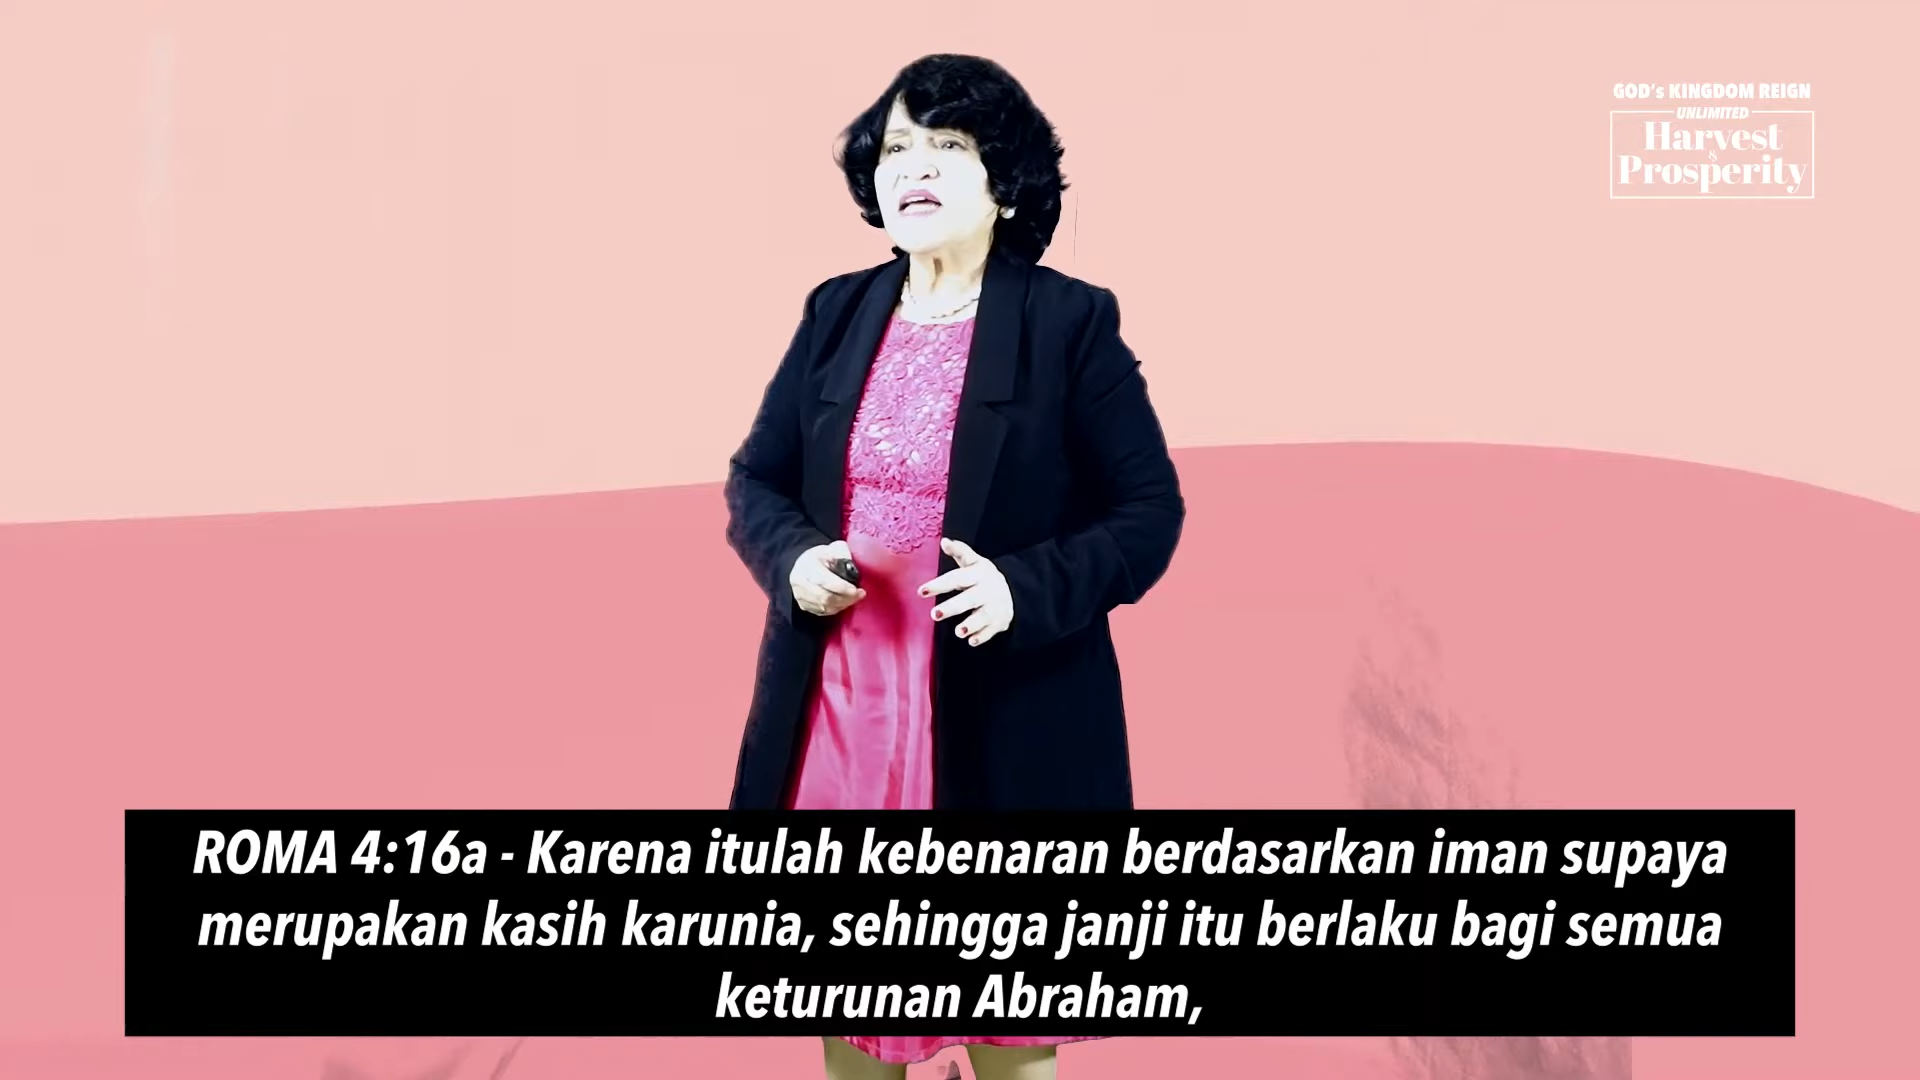 GOD's KINGDOM REIGN
UNLIMITED
Harvest
&
Prosperity
ROMA 4:16a - Karena itulah kebenaran berdasarkan iman supaya
merupakan kasih karunia, sehingga janji itu berlaku bagi semua
keturunan Abraham,